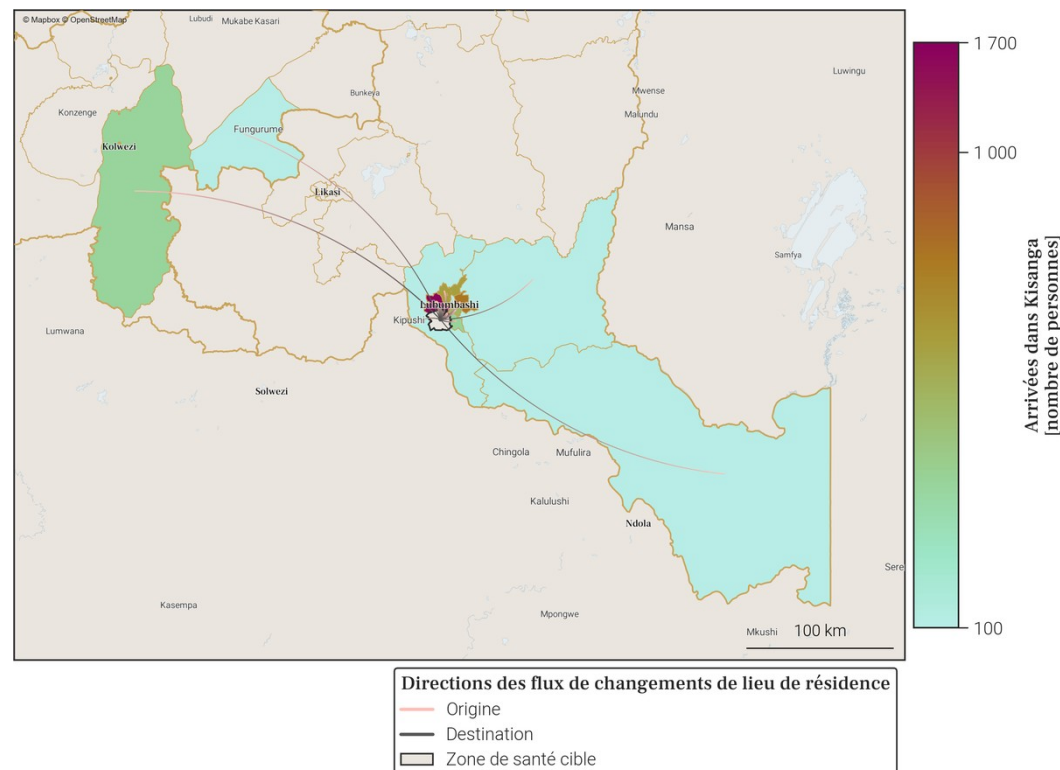 © Mapbox © OpenStreetMap
Lubudi
Mukabe Kasari
Luwingu
Konzenge
Bunkeya
Mwense
Malundu
Fungurume
Kolwezi
Likasi
Mansa
Samfya
Lubumbashi
Kipushi
Lumwana
Solwezi
Chingola
Mufulira
Kalulushi
Ndola
Sere
Kasempa
Mpongwe
Mkushi
100 km
1 700
1 000
100
Arrivées dans Kisanga
[nombre de personnes]
Directions des flux de changements de lieu de résidence
Origine
Destination
Zone de santé cible